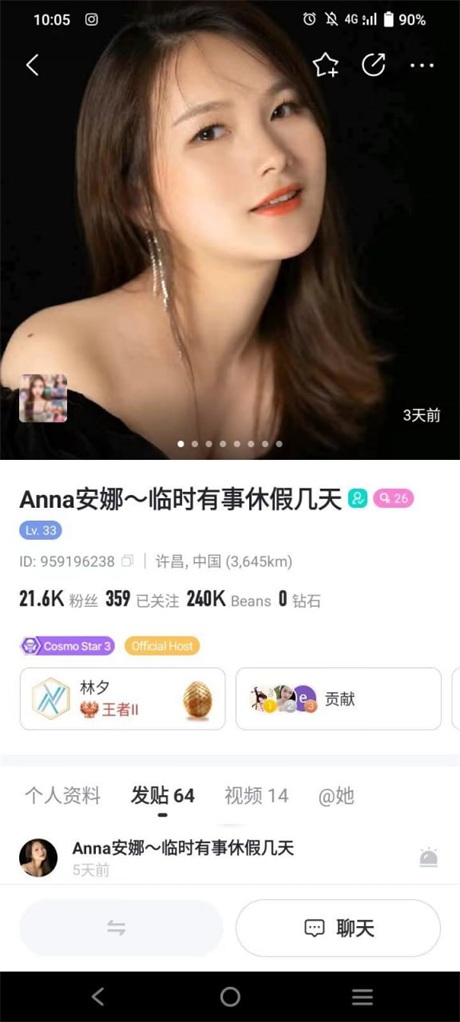 10:05
4G
90%
3天前
Anna安娜～临时有事休假几天
26
Lv. 33
ID: 959196238 | 许昌, 中国 (3,645km)
21.6K 粉丝 359 已关注 240K Beans 0 钻石
Cosmo Star 3 Official Host
林夕
王者II
1 2 e 3
贡献
个人资料 发贴 64 视频 14 @她
Anna安娜～临时有事休假几天
5天前
聊天